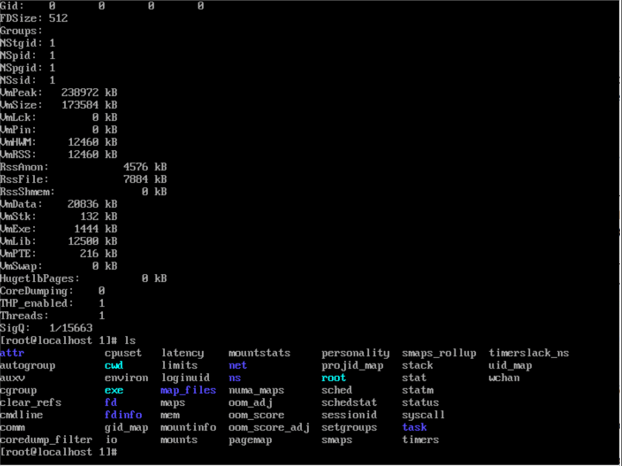 Gid:	0	0	0	0
FDSize:	512
Groups:
NStgid:	1
NSpid:	1
NSpgid:	1
NSsid:	1
VmPeak:	  238972 kB
VmSize:	  173584 kB
VmLck:	       0 kB
VmPin:	       0 kB
VmHWM:	   12460 kB
VmRSS:	   12460 kB
RssAnon:	    4576 kB
RssFile:	    7884 kB
RssShmem:	       0 kB
VmData:	   20836 kB
VmStk:	     132 kB
VmExe:	    1444 kB
VmLib:	   12500 kB
VmPTE:	     216 kB
VmSwap:	       0 kB
HugetlbPages:	       0 kB
CoreDumping:	0
THP_enabled:	1
Threads:	1
SigQ:	1/15663
[root@localhost 1]# ls
attr cpuset latency mountstats personality smaps_rollup timerslack_ns
autogroup cwd limits net projid_map stack uid_map
auxv environ loginuid ns root stat wchan
cgroup exe map_files numa_maps sched statm
clear_refs fd maps oom_adj schedstat status
cmdline fdinfo mem oom_score sessionid syscall
comm gid_map mountinfo oom_score_adj setgroups task
coredump_filter io mounts pagemap smaps timers
[root@localhost 1]#